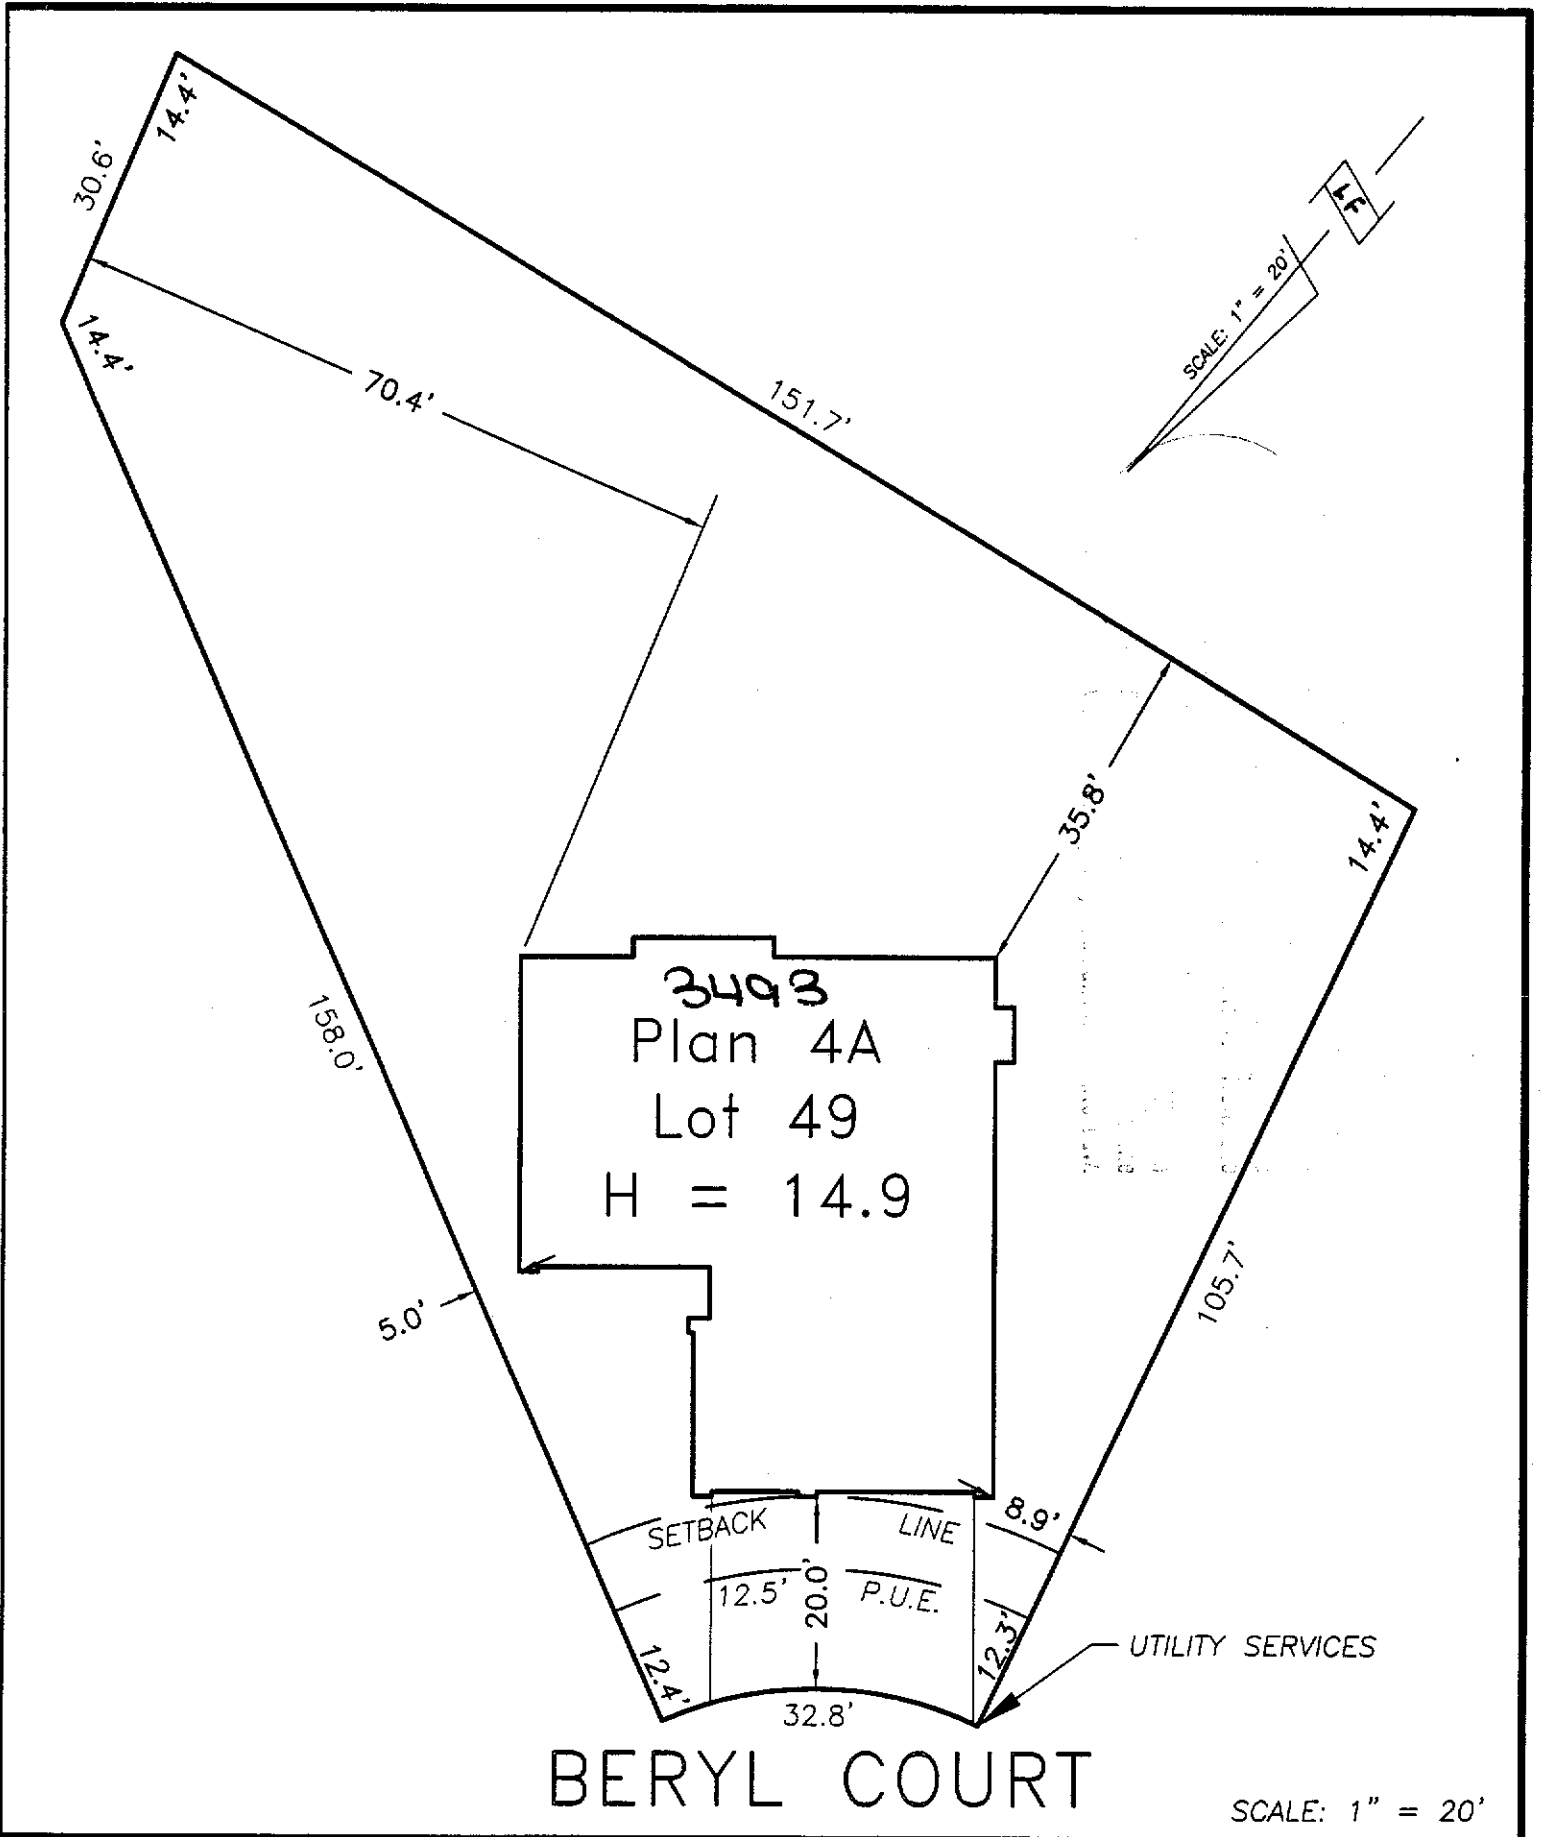 14.4'
30.6'
14.4'
70.4'
151.7'
SCALE: 1" = 20'
35.8'
14.4'
3493
Plan 4A
Lot 49
H = 14.9
158.0'
5.0'
105.7'
8.9'
SETBACK LINE
12.5' P.U.E.
20.0'
12.4'
12.3'
UTILITY SERVICES
32.8'
BERYL COURT
SCALE: 1" = 20'